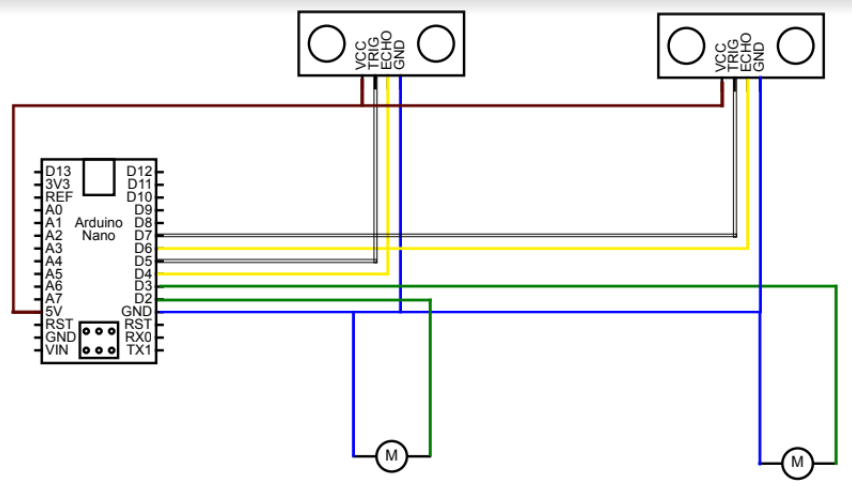 VCC
TRIG
ECHO
GND
VCC
TRIG
ECHO
GND
D13 D12
3V3 D11
REF D10
A0 D9
A1 Arduino D8
A2 Nano D7
A3 D6
A4 D5
A5 D4
A6 D3
A7 D2
5V GND
RST RST
GND RX0
VIN TX1
M
M